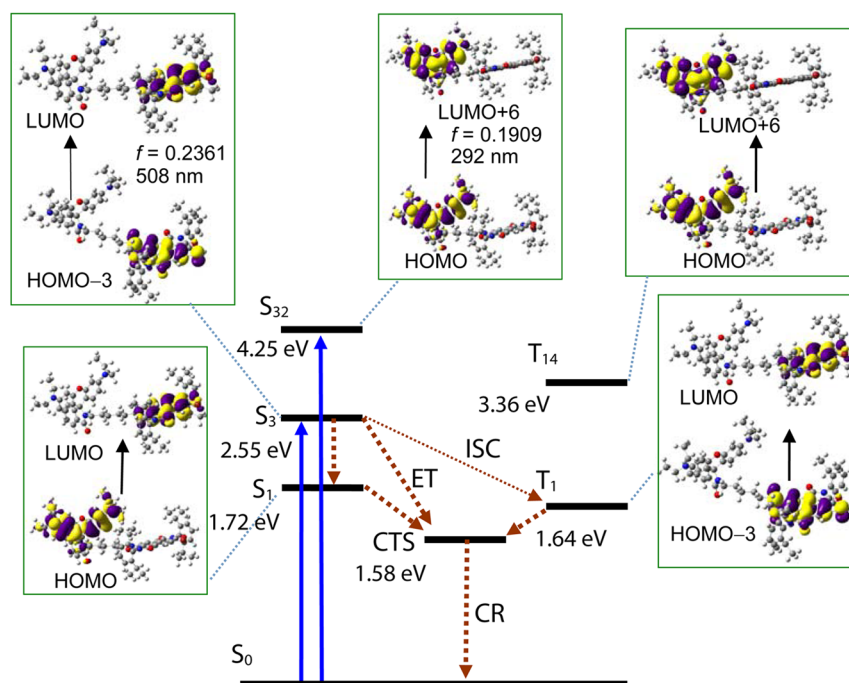 LUMO
f = 0.2361
508 nm
HOMO−3
LUMO+6
f = 0.1909
292 nm
HOMO
LUMO+6
HOMO
S32
4.25 eV
T14
3.36 eV
LUMO
HOMO−3
LUMO
HOMO
S3
2.55 eV
S1
1.72 eV
ISC
ET
T1
1.64 eV
CTS
1.58 eV
CR
S0